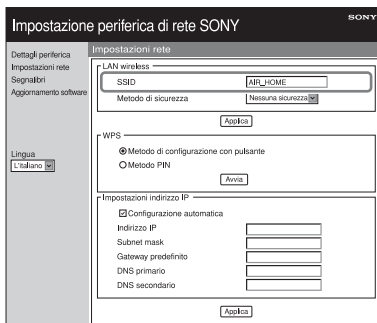 Impostazione periferica di rete SONY
SONY
Dettagli periferica
Impostazioni rete
Segnalibri
Aggiornamento software
Lingua
L'italiano
Impostazioni rete
LAN wireless
SSID
AIR_HOME
Metodo di sicurezza
Nessuna sicurezza
Applica
WPS
Metodo di configurazione con pulsante
Metodo PIN
Avvia
Impostazioni indirizzo IP
Configurazione automatica
Indirizzo IP
Subnet mask
Gateway predefinito
DNS primario
DNS secondario
Applica